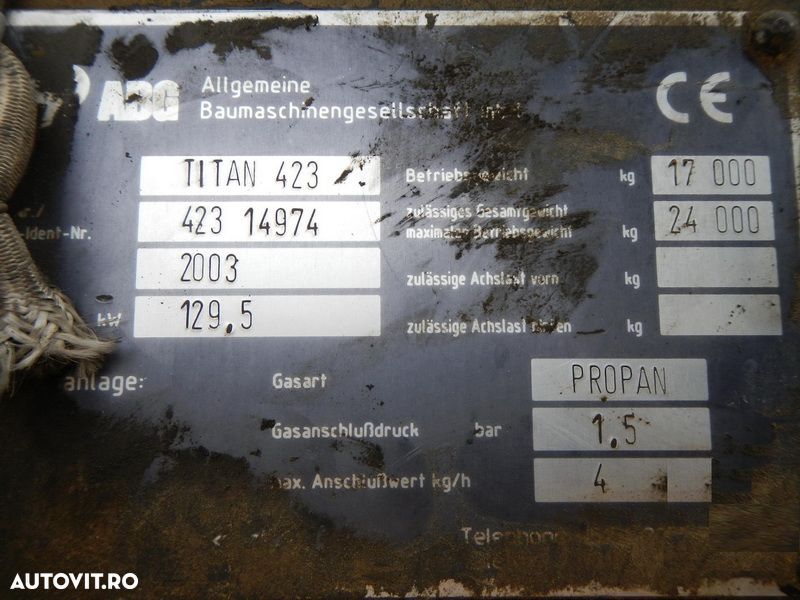 ABG Allgemeine
Baumaschinengesellschaft mbH CE
TITAN 423 Betriebsgewicht kg 17 000
423 14974 zulässiges Gesamtgewicht
-Ident-Nr. maximales Betriebsgewicht kg 24 000
2003 zulässige Achslast vorn kg
kW 129,5 zulässige Achslast hinten kg
anlage: Gasart PROPAN
Gasanschlußdruck bar 1,5
max. Anschlußwert kg/h 4
AUTOVIT.RO